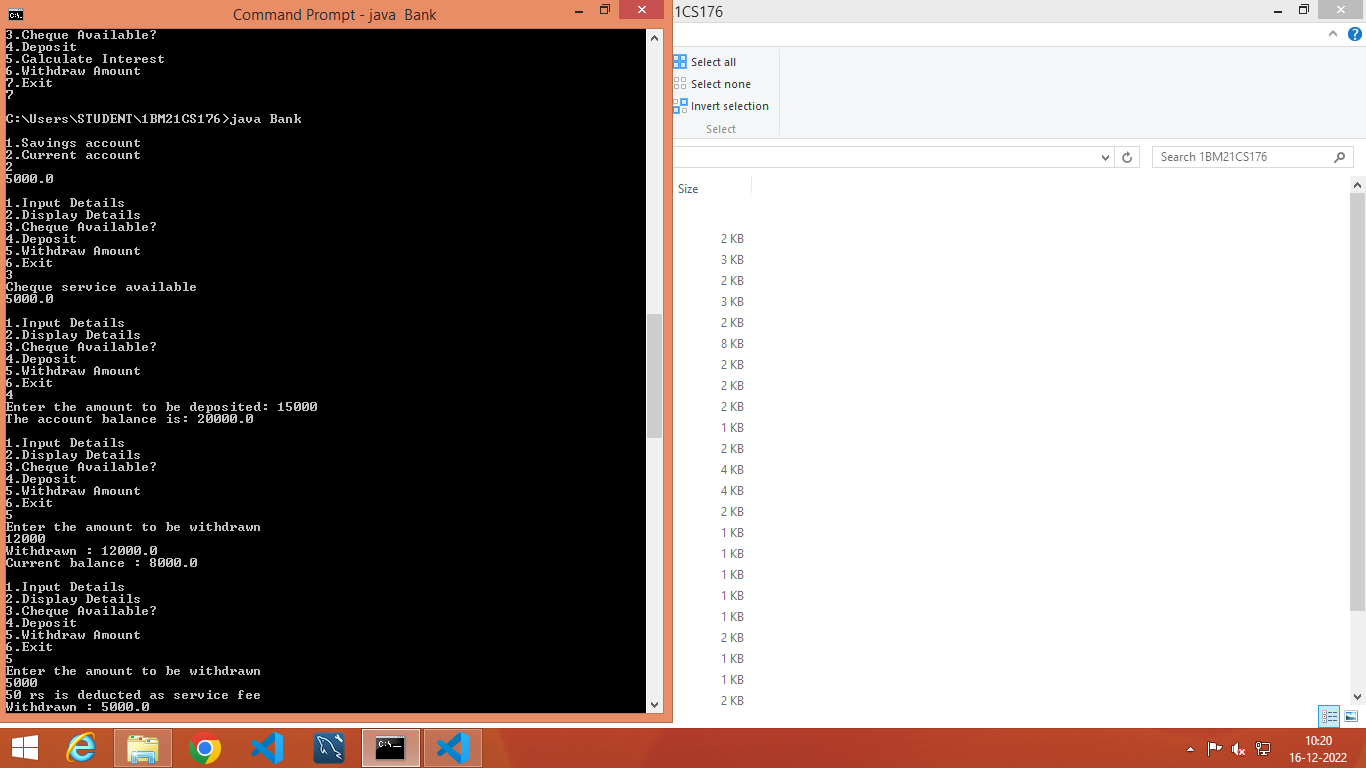 Command Prompt - java Bank
3.Cheque Available?
4.Deposit
5.Calculate Interest
6.Withdraw Amount
7.Exit
7
C:\Users\STUDENT\1BM21CS176>java Bank
1.Savings account
2.Current account
2
5000.0
1.Input Details
2.Display Details
3.Cheque Available?
4.Deposit
5.Withdraw Amount
6.Exit
3
Cheque service available
5000.0
1.Input Details
2.Display Details
3.Cheque Available?
4.Deposit
5.Withdraw Amount
6.Exit
4
Enter the amount to be deposited: 15000
The account balance is: 20000.0
1.Input Details
2.Display Details
3.Cheque Available?
4.Deposit
5.Withdraw Amount
6.Exit
5
Enter the amount to be withdrawn
12000
Withdrawn : 12000.0
Current balance : 8000.0
1.Input Details
2.Display Details
3.Cheque Available?
4.Deposit
5.Withdraw Amount
6.Exit
5
Enter the amount to be withdrawn
5000
50 rs is deducted as service fee
Withdrawn : 5000.0
1CS176
Select all
Select none
Invert selection
Select
Search 1BM21CS176
Size
2 KB
3 KB
2 KB
3 KB
2 KB
8 KB
2 KB
2 KB
2 KB
1 KB
2 KB
4 KB
4 KB
2 KB
1 KB
1 KB
1 KB
1 KB
1 KB
2 KB
1 KB
1 KB
2 KB
10:20
16-12-2022